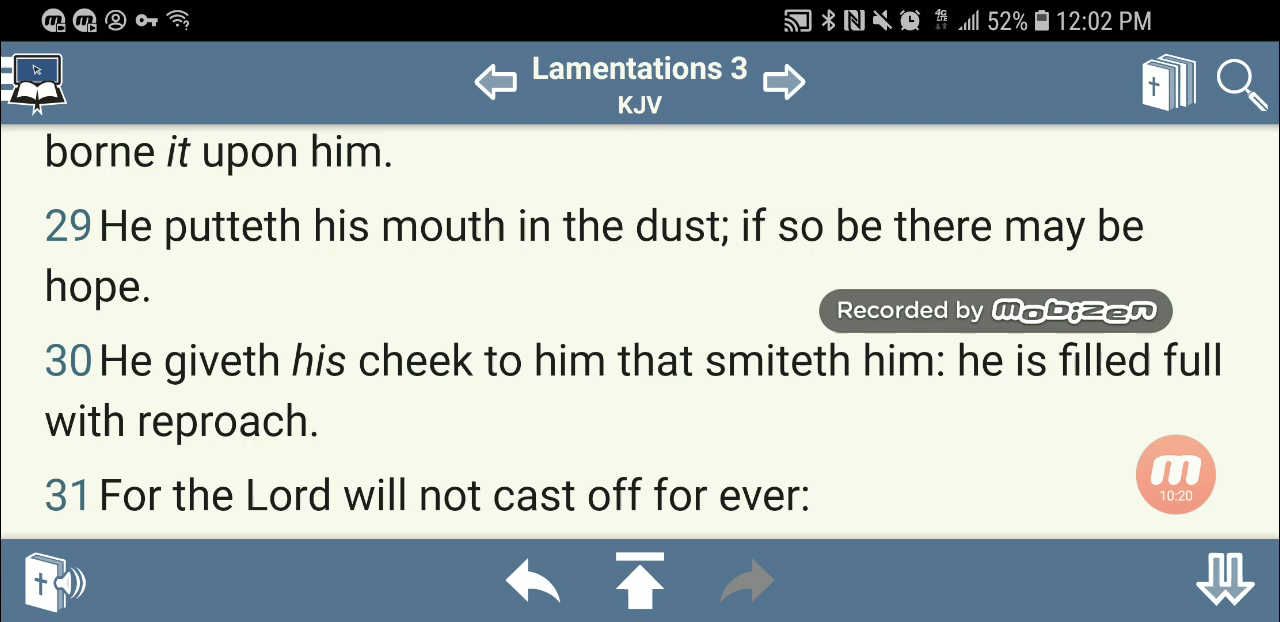 4G LTE 52% 12:02 PM
Lamentations 3
KJV
borne it upon him.
29 He putteth his mouth in the dust; if so be there may be
hope.
Recorded by mobizen
30 He giveth his cheek to him that smiteth him: he is filled full
with reproach.
31 For the Lord will not cast off for ever:
m
10:20